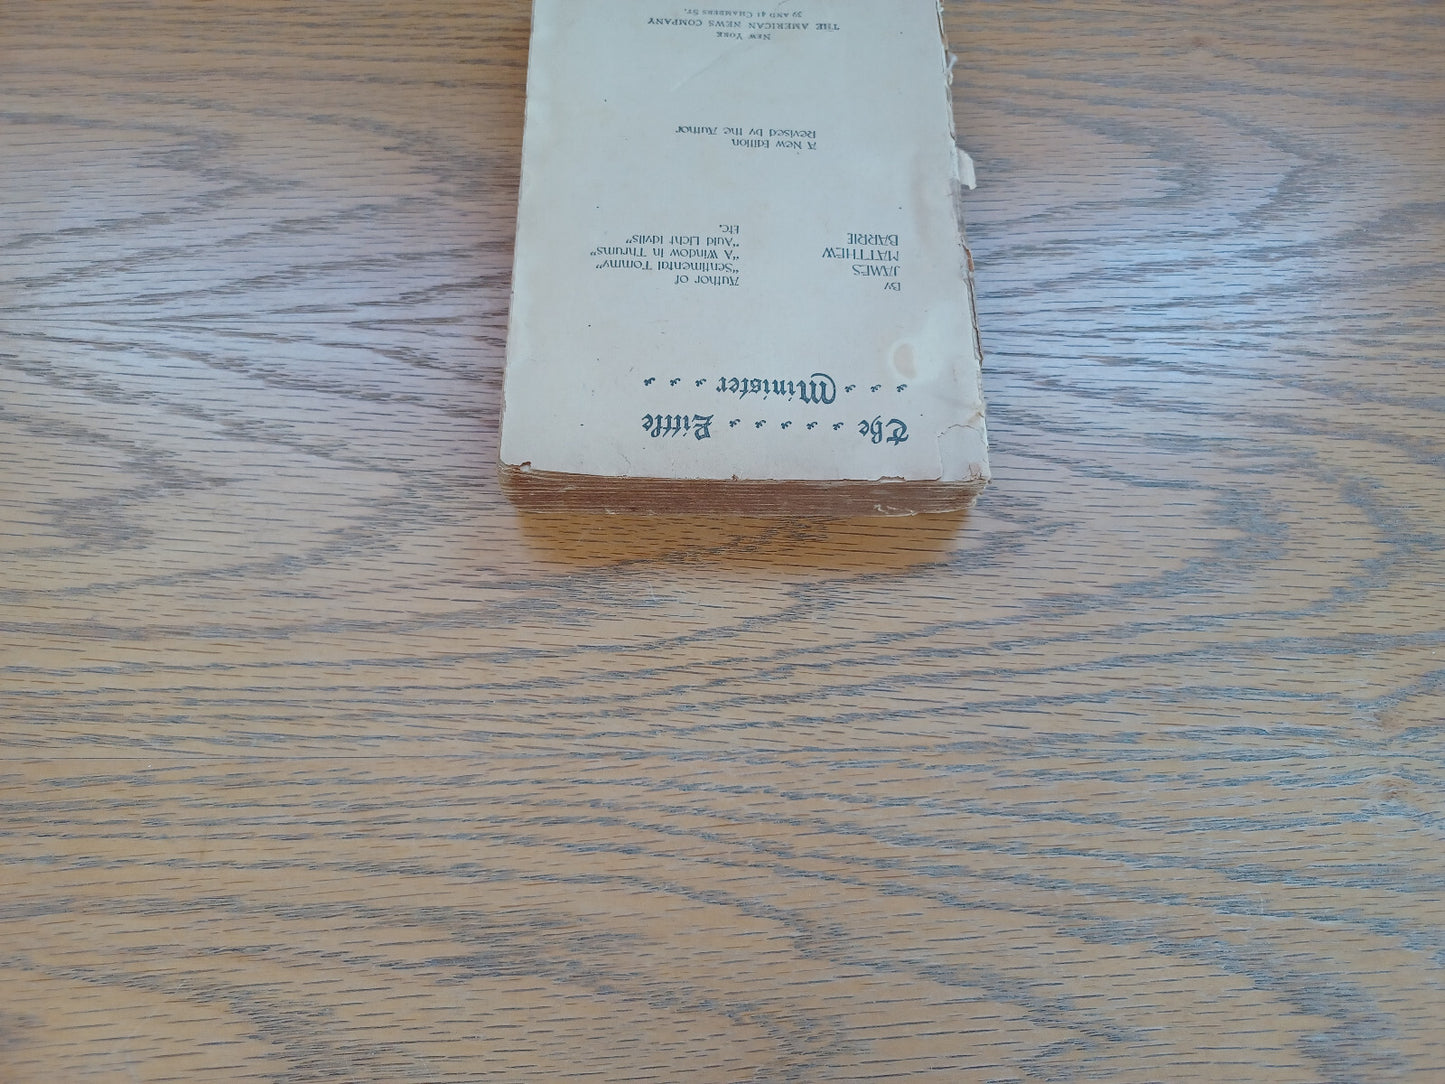 The . . . . . Little
. . . Minister . . . .
By
JAMES
MATTHEW
BARRIE
Author of
"Sentimental Tommy"
"A Window in Thrums"
"Auld Licht Idylls"
Etc.
A New Edition
Revised by the Author
NEW YORK
THE AMERICAN NEWS COMPANY
39 AND 41 CHAMBERS ST.